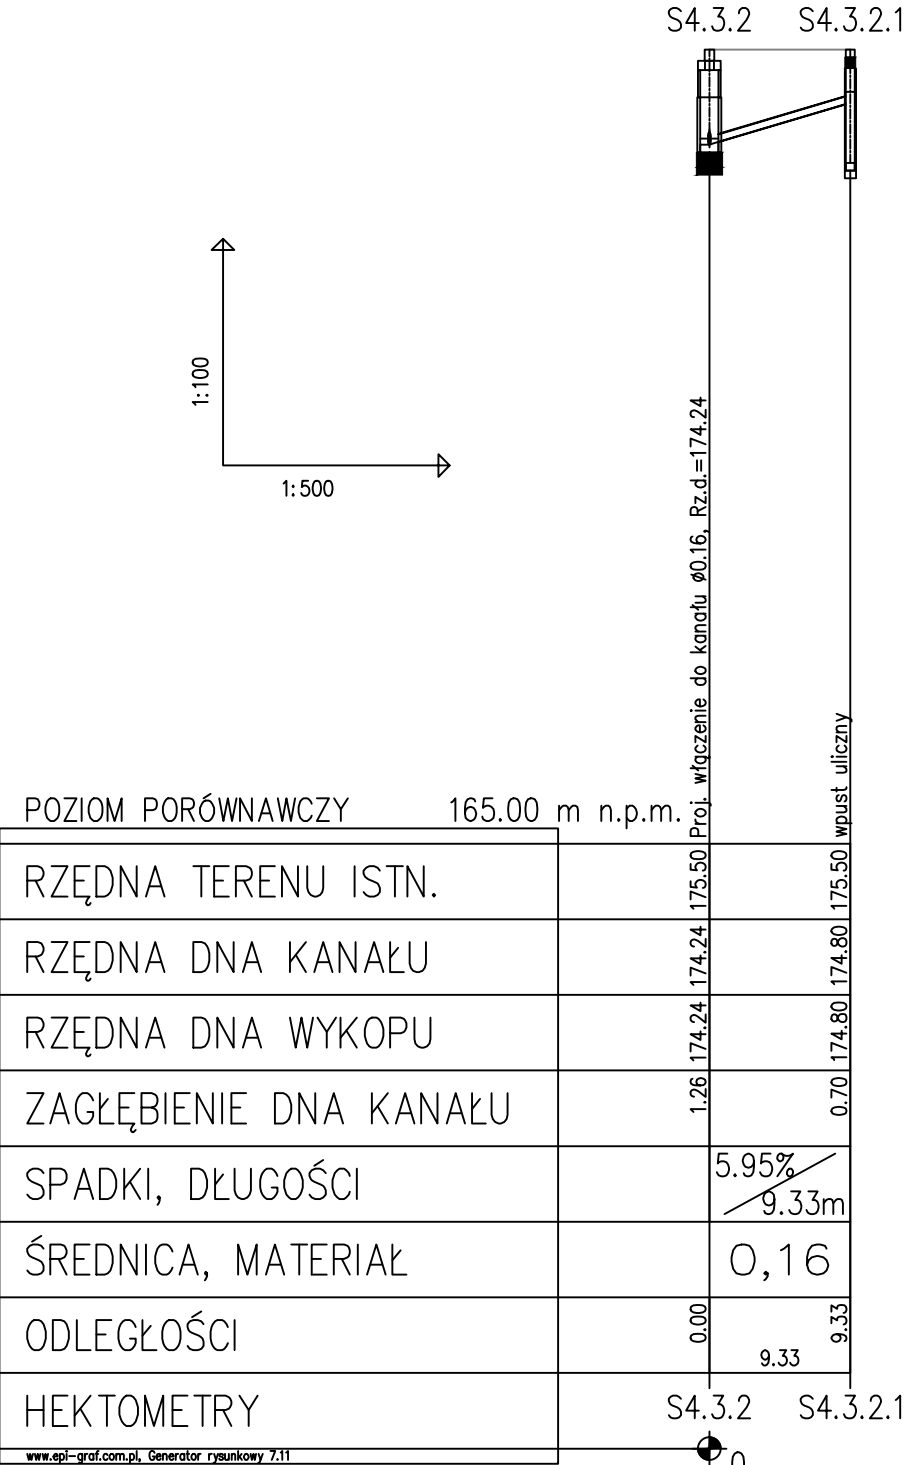 S4.3.2 S4.3.2.1
1:100
1:500
Proj. włączenie do kanału ø0.16, Rz.d.=174.24
wpust uliczny
POZIOM PORÓWNAWCZY 165.00 m n.p.m.
RZĘDNA TERENU ISTN. 175.50 175.50
RZĘDNA DNA KANAŁU 174.24 174.80
RZĘDNA DNA WYKOPU 174.24 174.80
ZAGŁĘBIENIE DNA KANAŁU 1.26 0.70
SPADKI, DŁUGOŚCI 5.95% 9.33m
ŚREDNICA, MATERIAŁ 0,16
ODLEGŁOŚCI 0.00 9.33 9.33
HEKTOMETRY S4.3.2 S4.3.2.1
www.epi-graf.com.pl, Generator rysunkowy 7.11
0